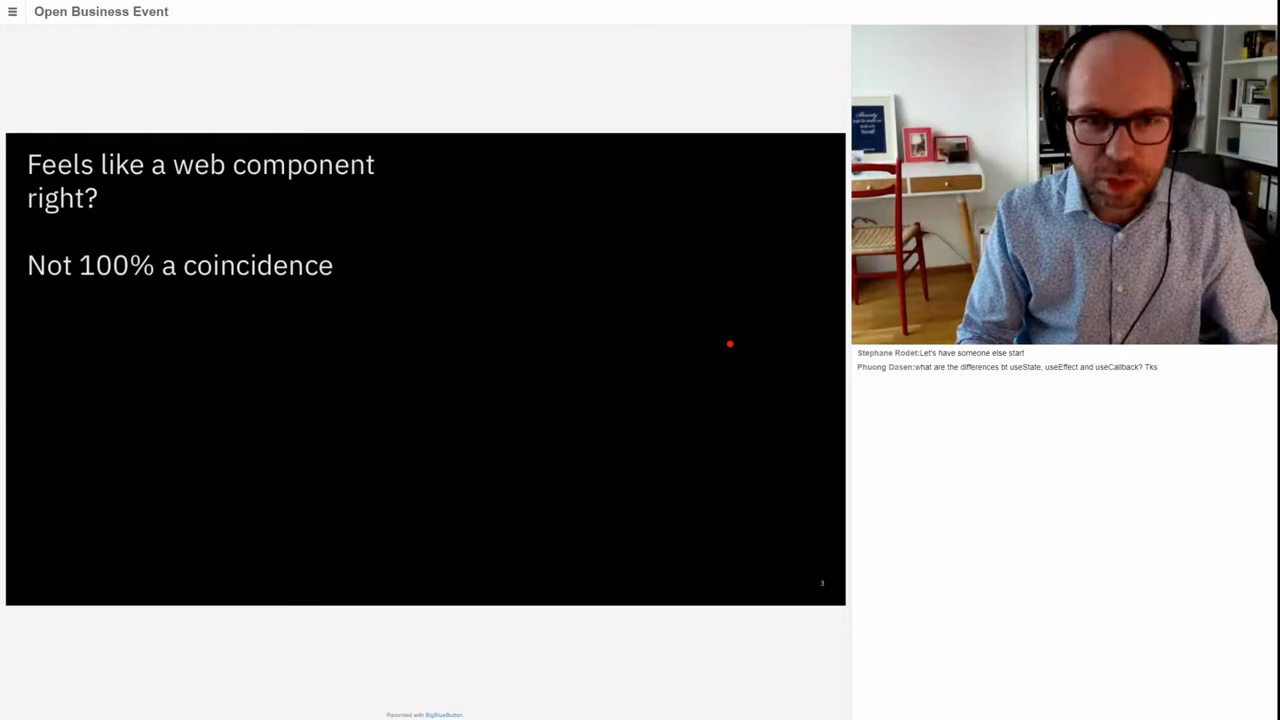 Open Business Event
Feels like a web component
right?
Not 100% a coincidence
3
Stephane Rodet:Let's have someone else start
Phuong Dasen:what are the differences bt useState, useEffect and useCallback? Tks
Recorded with BigBlueButton.